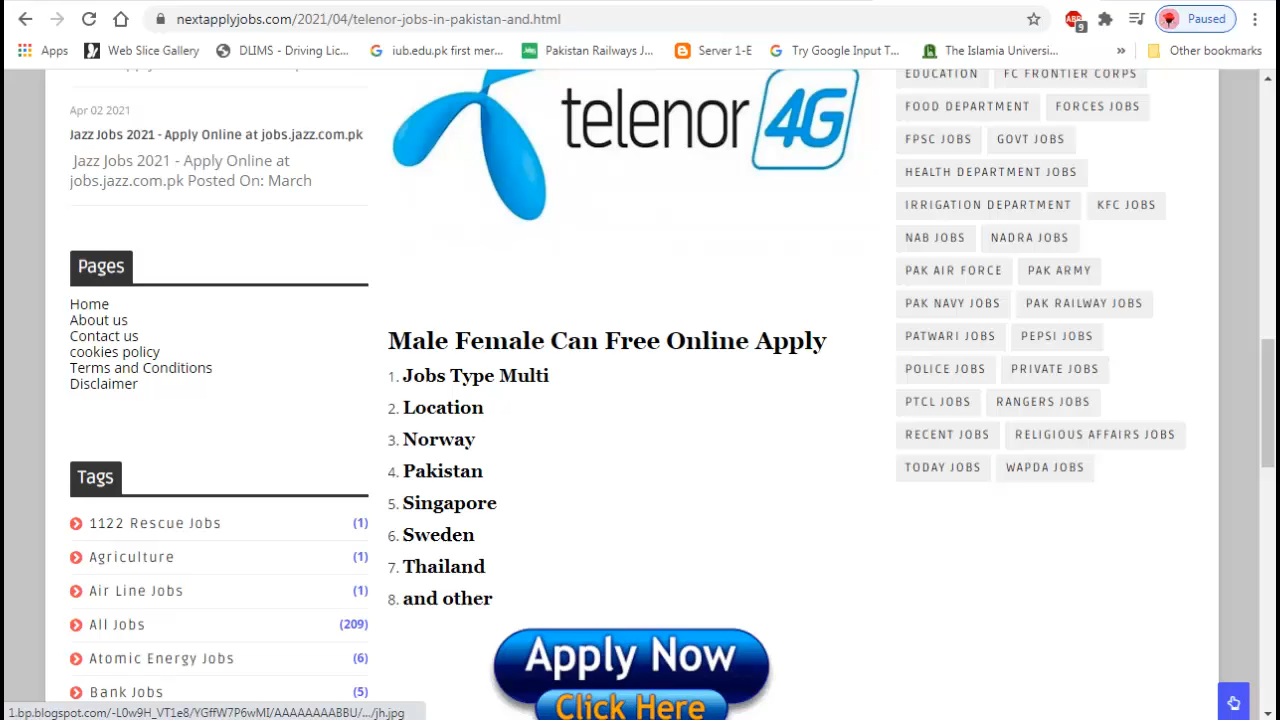 nextapplyjobs.com/2021/04/telenor-jobs-in-pakistan-and.html
ABP
9
Paused
Apps
Web Slice Gallery
DLIMS - Driving Lic...
iub.edu.pk first mer...
Pakistan Railways J...
Server 1-E
Try Google Input T...
The Islamia Universi...
»
Other bookmarks
Apr 02 2021
Jazz Jobs 2021 - Apply Online at jobs.jazz.com.pk
Jazz Jobs 2021 - Apply Online at
jobs.jazz.com.pk Posted On: March
Pages
Home
About us
Contact us
cookies policy
Terms and Conditions
Disclaimer
Tags
1122 Rescue Jobs (1)
Agriculture (1)
Air Line Jobs (1)
All Jobs (209)
Atomic Energy Jobs (6)
Bank Jobs (5)
telenor 4G
Male Female Can Free Online Apply
1. Jobs Type Multi
2. Location
3. Norway
4. Pakistan
5. Singapore
6. Sweden
7. Thailand
8. and other
Apply Now
Click Here
EDUCATION FC FRONTIER CORPS
FOOD DEPARTMENT FORCES JOBS
FPSC JOBS GOVT JOBS
HEALTH DEPARTMENT JOBS
IRRIGATION DEPARTMENT KFC JOBS
NAB JOBS NADRA JOBS
PAK AIR FORCE PAK ARMY
PAK NAVY JOBS PAK RAILWAY JOBS
PATWARI JOBS PEPSI JOBS
POLICE JOBS PRIVATE JOBS
PTCL JOBS RANGERS JOBS
RECENT JOBS RELIGIOUS AFFAIRS JOBS
TODAY JOBS WAPDA JOBS
1.bp.blogspot.com/-L0w9H_VT1e8/YGffW7P6wMI/AAAAAAAABBU/.../jh.jpg